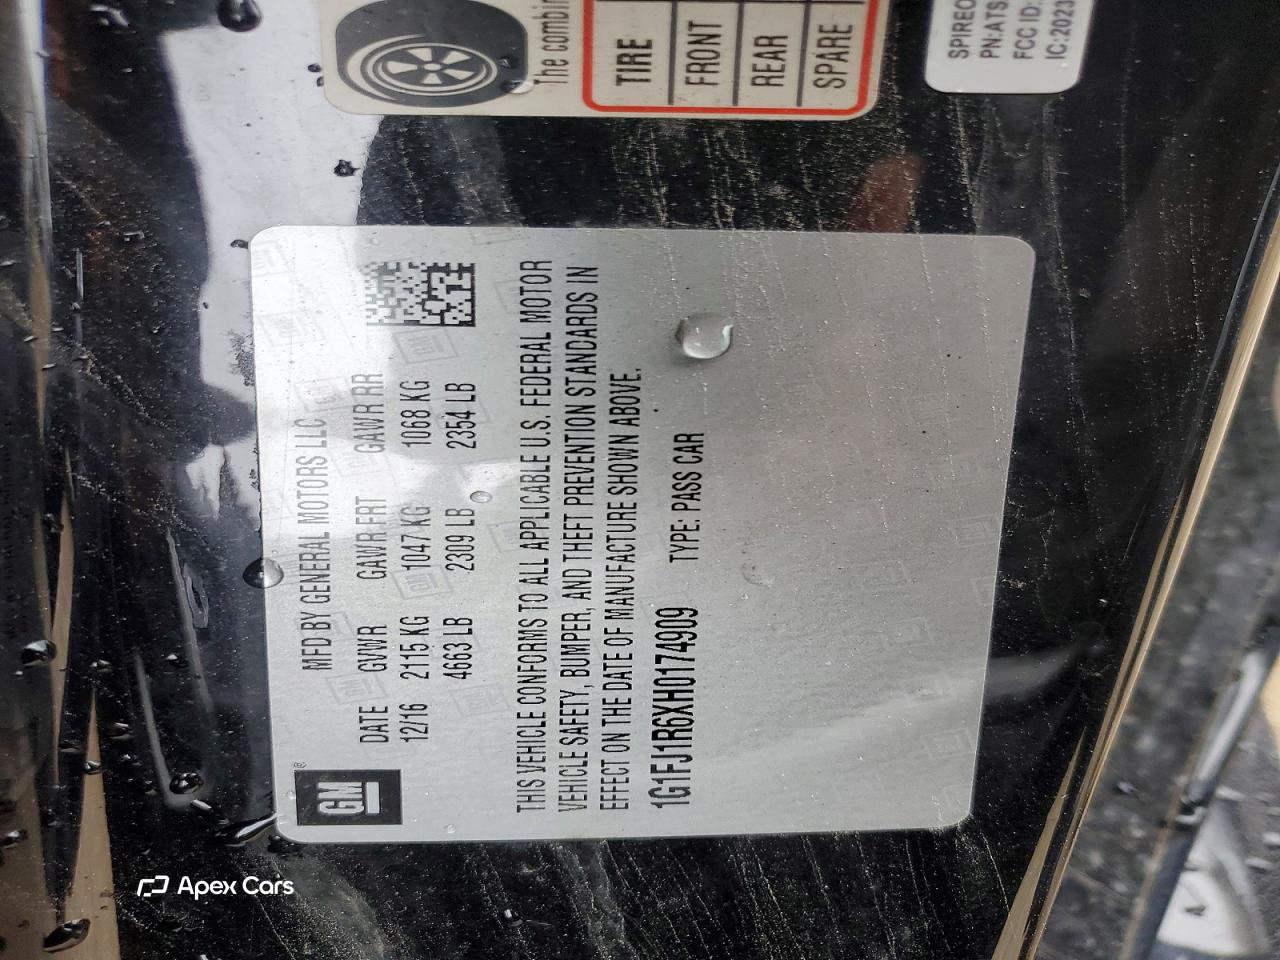 The combin
TIRE
FRONT
REAR
SPARE
SPIREO
PN:ATS
FCC ID:
IC:2023
GM
MFD BY GENERAL MOTORS LLC
DATE GVWR GAWR FRT GAWR RR
12/16 2115 KG 1047 KG 1068 KG
4663 LB 2309 LB 2354 LB
THIS VEHICLE CONFORMS TO ALL APPLICABLE U.S. FEDERAL MOTOR
VEHICLE SAFETY, BUMPER, AND THEFT PREVENTION STANDARDS IN
EFFECT ON THE DATE OF MANUFACTURE SHOWN ABOVE.
1G1FJ1R6XH0174909 TYPE: PASS CAR
Apex Cars